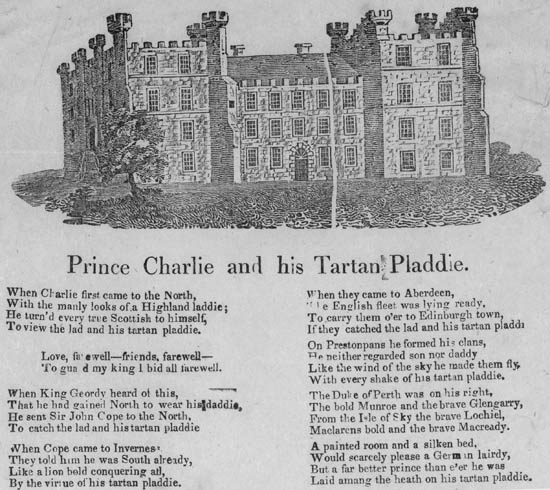 Prince Charlie and his Tartan Pladdie.
When Charlie first came to the North,
With the manly looks of a Highland laddie;
He turn'd every true Scottish to himself,
To view the lad and his tartan pladdie.
Love, farewell—friends, farewell—
To guard my king I bid all farewell.
When King Geordy heard of this,
That he had gained North to wear his daddie,
He sent Sir John Cope to the North,
To catch the lad and his tartan pladdie
When Cope came to Inverness
They told him he was South already,
Like a lion bold conquering all,
By the virtue of his tartan pladdie.
When they came to Aberdeen,
The English fleet was lying ready,
To carry them o'er to Edinburgh town,
If they catched the lad and his tartan pladdi
On Prestonpans he formed his clans,
He neither regarded son nor daddy
Like the wind of the sky he made them fly,
With every shake of his tartan pladdie.
The Duke of Perth was on his right,
The bold Munroe and the brave Glengarry,
From the Isle of Sky the brave Lochiel,
Maclarens bold and the brave Macready.
A painted room and a silken bed,
Would scarcely please a German lairdy,
But a far better prince than e'er he was
Laid amang the heath on his tartan pladdie.